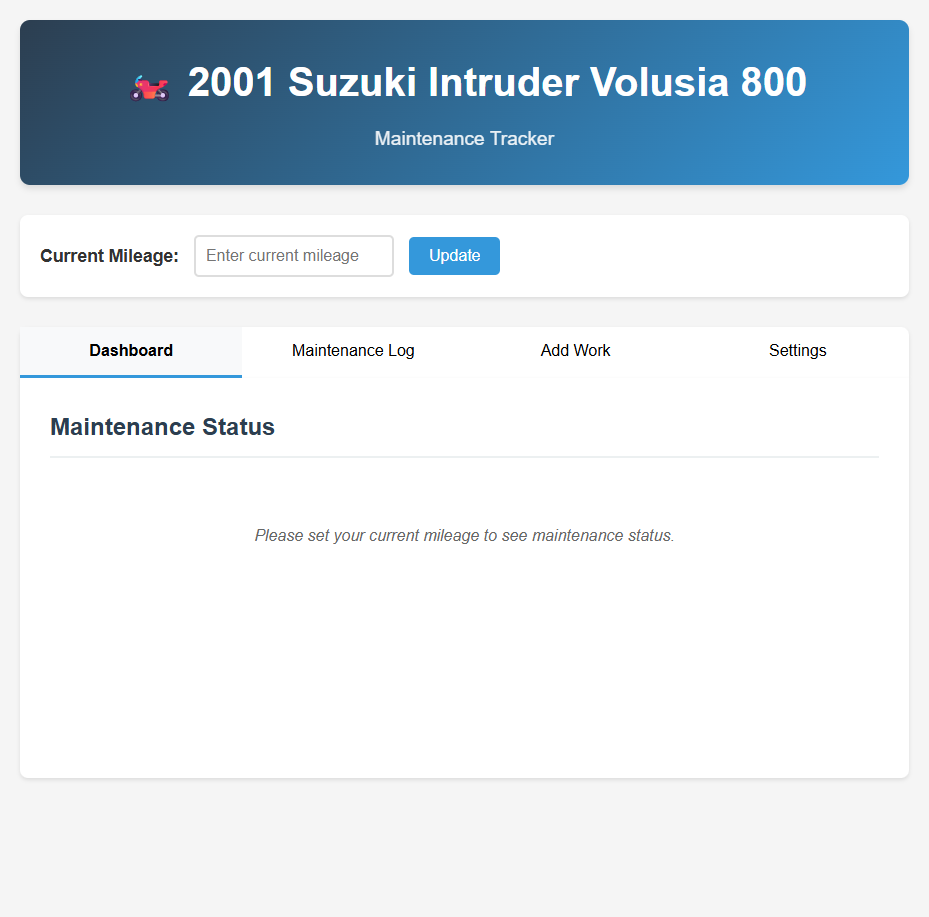 🏍️ 2001 Suzuki Intruder Volusia 800
Maintenance Tracker
Current Mileage: Enter current mileage Update
Dashboard Maintenance Log Add Work Settings
Maintenance Status
Please set your current mileage to see maintenance status.